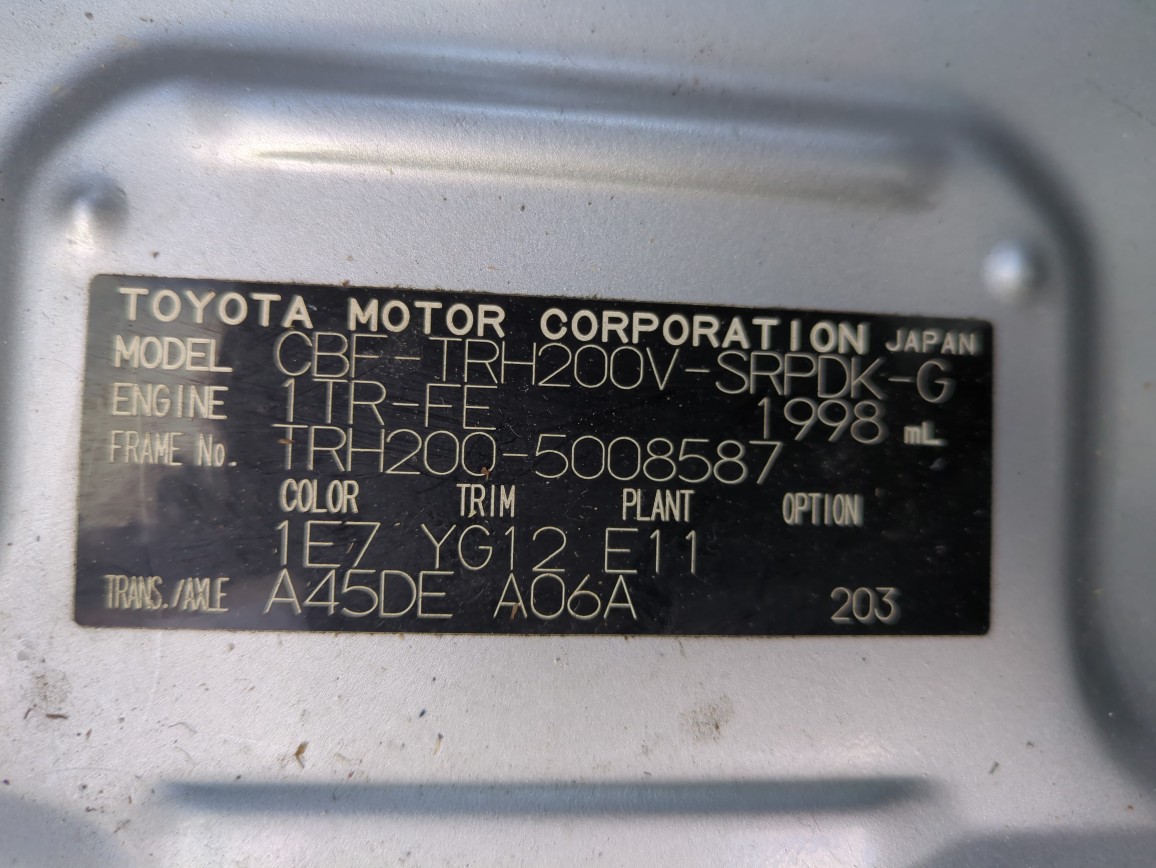 TOYOTA MOTOR CORPORATION JAPAN
MODEL CBF-TRH200V-SRPDK-G
ENGINE 1TR-FE 1998 mL
FRAME No. TRH200-5008587
COLOR TRIM PLANT OPTION
1E7 YG12 E11
TRANS./AXLE A45DE A06A 203